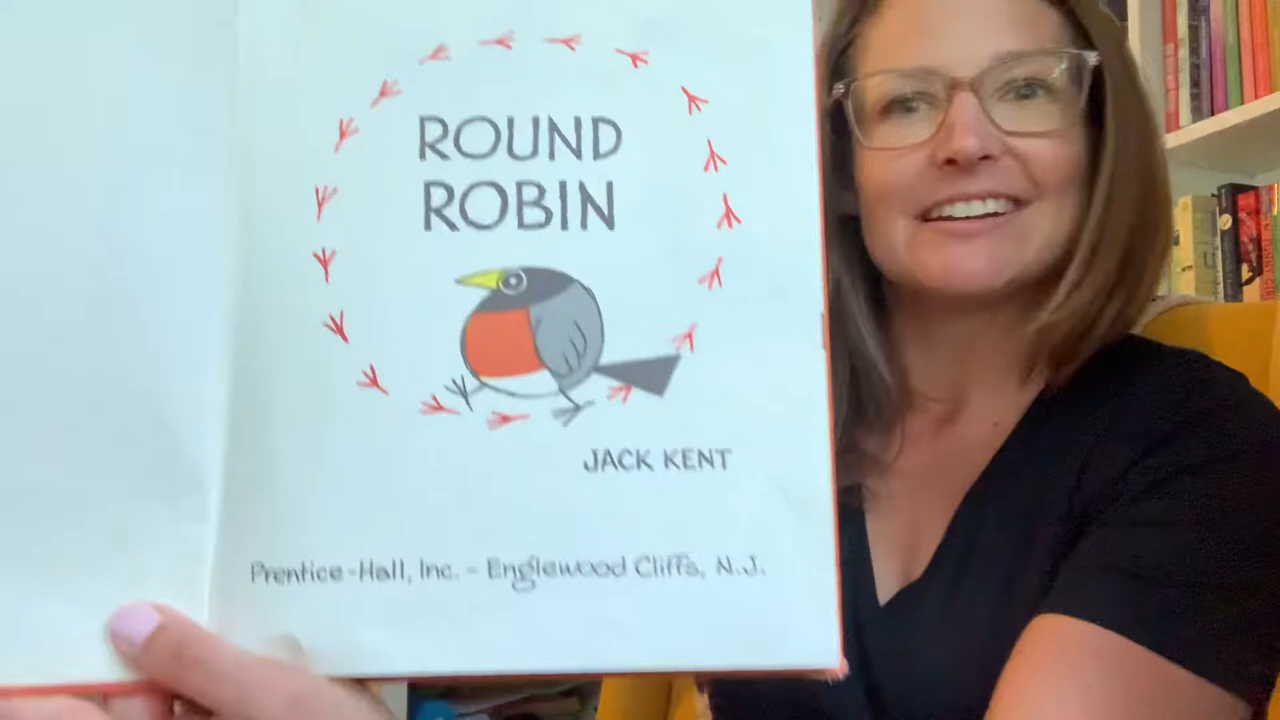 ROUND
ROBIN
JACK KENT
Prentice-Hall, Inc. - Englewood Cliffs, N.J.